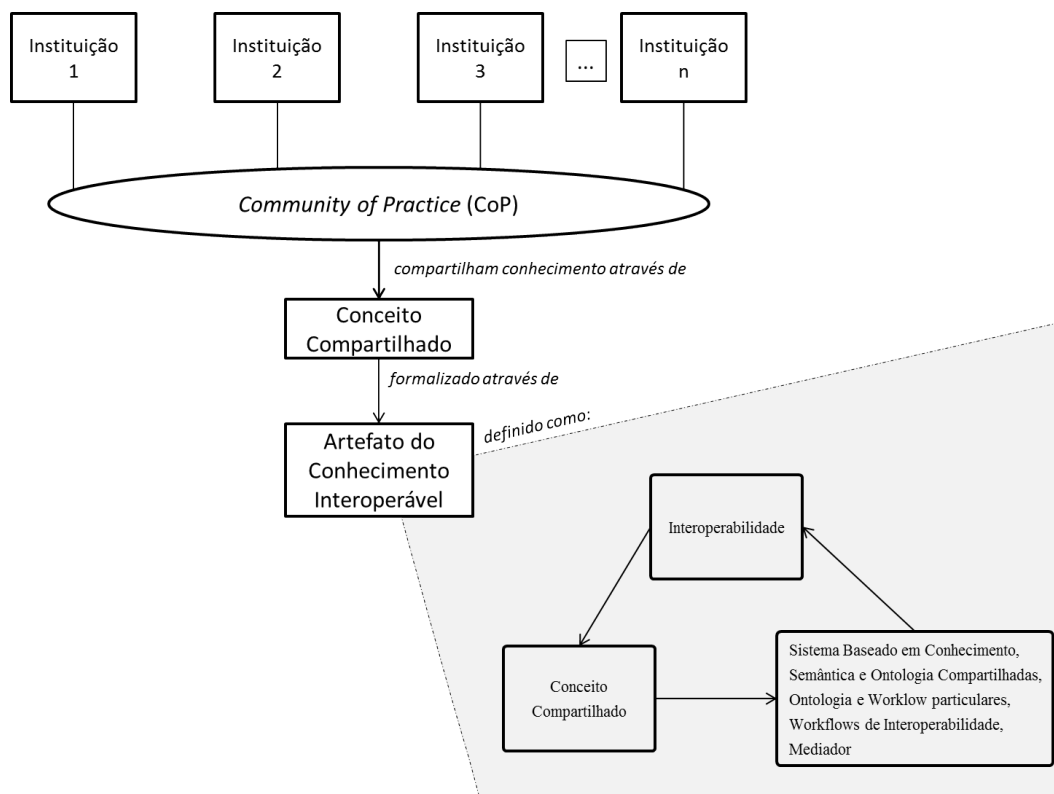 Instituição
1
Instituição
2
Instituição
3
...
Instituição
n
Community of Practice (CoP)
compartilham conhecimento através de
Conceito
Compartilhado
formalizado através de
Artefato do
Conhecimento
Interoperável
definido como:
Interoperabilidade
Conceito
Compartilhado
Sistema Baseado em Conhecimento,
Semântica e Ontologia Compartilhadas,
Ontologia e Worklow particulares,
Workflows de Interoperabilidade,
Mediador